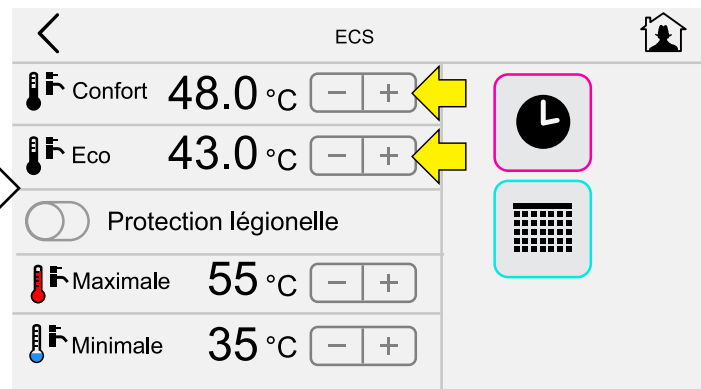 ECS
Confort 48.0 °C − +
Eco 43.0 °C − +
Protection légionelle
Maximale 55 °C − +
Minimale 35 °C − +